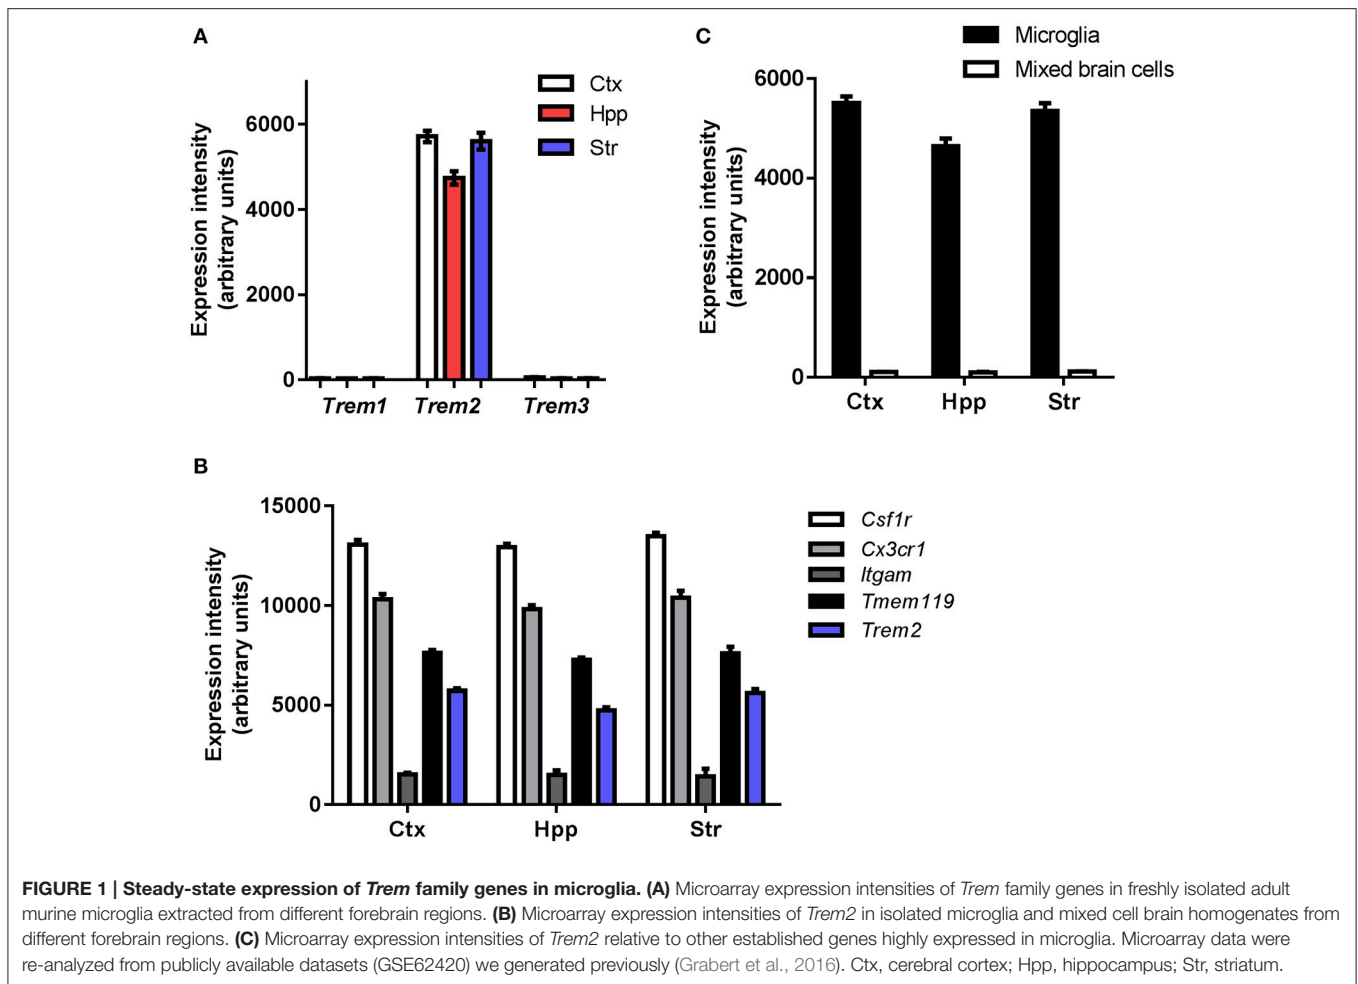 A
Expression intensity
(arbitrary units)
6000
4000
2000
0
Trem1 Trem2 Trem3
Ctx
Hpp
Str
C
Microglia
Mixed brain cells
Expression intensity
(arbitrary units)
6000
4000
2000
0
Ctx Hpp Str
B
Expression intensity
(arbitrary units)
15000
10000
5000
0
Ctx Hpp Str
Csf1r
Cx3cr1
Itgam
Tmem119
Trem2
FIGURE 1 | Steady-state expression of Trem family genes in microglia. (A) Microarray expression intensities of Trem family genes in freshly isolated adult
murine microglia extracted from different forebrain regions. (B) Microarray expression intensities of Trem2 in isolated microglia and mixed cell brain homogenates from
different forebrain regions. (C) Microarray expression intensities of Trem2 relative to other established genes highly expressed in microglia. Microarray data were
re-analyzed from publicly available datasets (GSE62420) we generated previously (Grabert et al., 2016). Ctx, cerebral cortex; Hpp, hippocampus; Str, striatum.